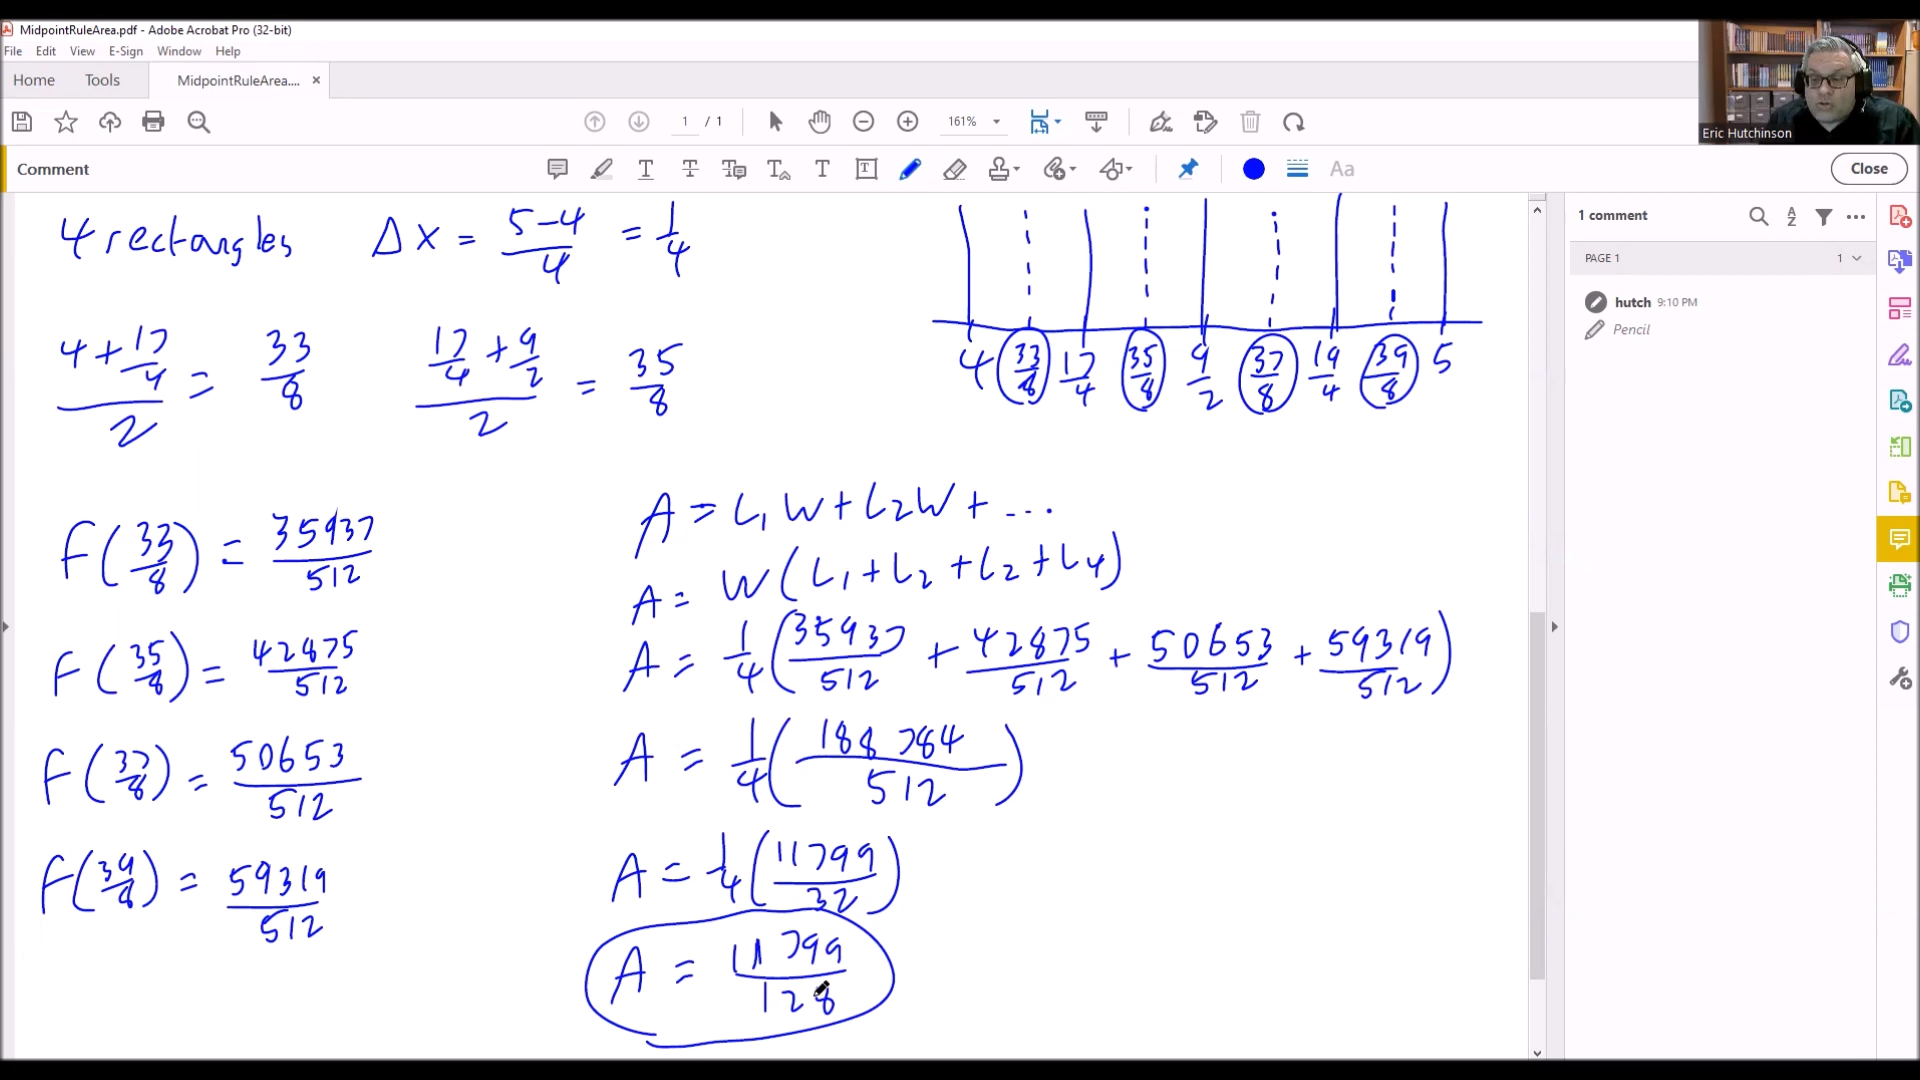 MidpointRuleArea.pdf - Adobe Acrobat Pro (32-bit)
File Edit View E-Sign Window Help
Home Tools MidpointRuleArea.... ×
1 / 1 161%
Eric Hutchinson
Comment
Close
1 comment
PAGE 1 1
hutch 9:10 PM
Pencil
4 rectangles Δx = (5-4)/4 = 1/4
4 33/8 17/4 35/8 9/2 37/8 19/4 39/8 5
(4 + 17/4)/2 = 33/8 (17/4 + 9/2)/2 = 35/8
F(33/8) = 35937/512
F(35/8) = 42875/512
F(37/8) = 50653/512
F(39/8) = 59319/512
A = L₁W + L₂W + ...
A = W(L₁ + L₂ + L₂ + L₄)
A = 1/4(35937/512 + 42875/512 + 50653/512 + 59319/512)
A = 1/4(188784/512)
A = 1/4(11799/32)
A = 11799/128